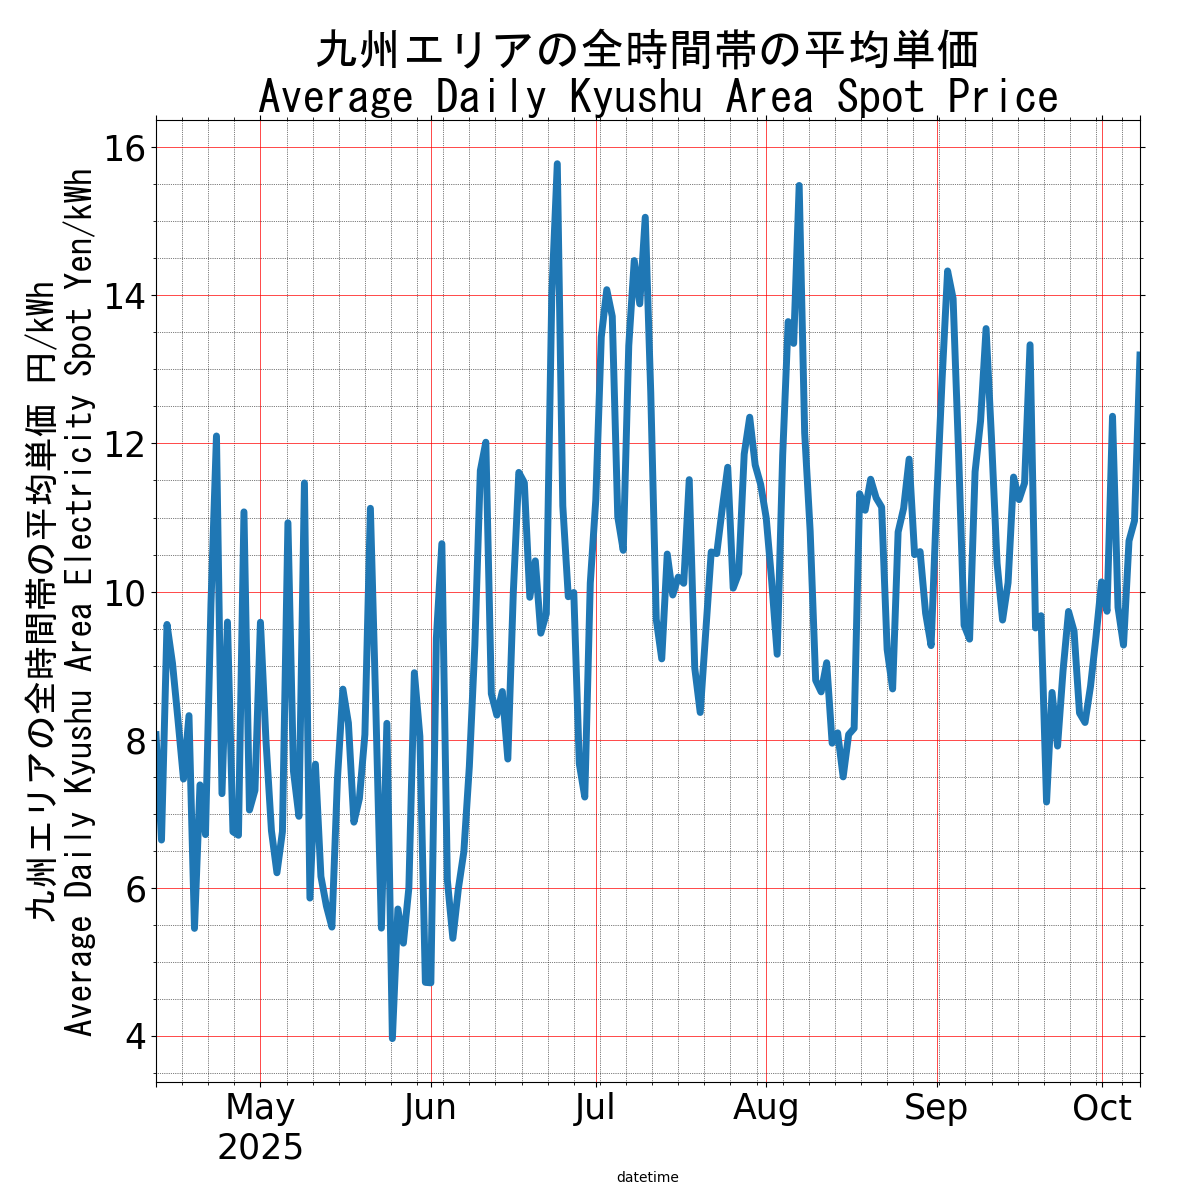 九州エリアの全時間帯の平均単価
Average Daily Kyushu Area Spot Price
九州エリアの全時間帯の平均単価 円/kWh
Average Daily Kyushu Area Electricity Spot Yen/kWh
16
14
12
10
8
6
4
May
2025
Jun
Jul
Aug
Sep
Oct
datetime